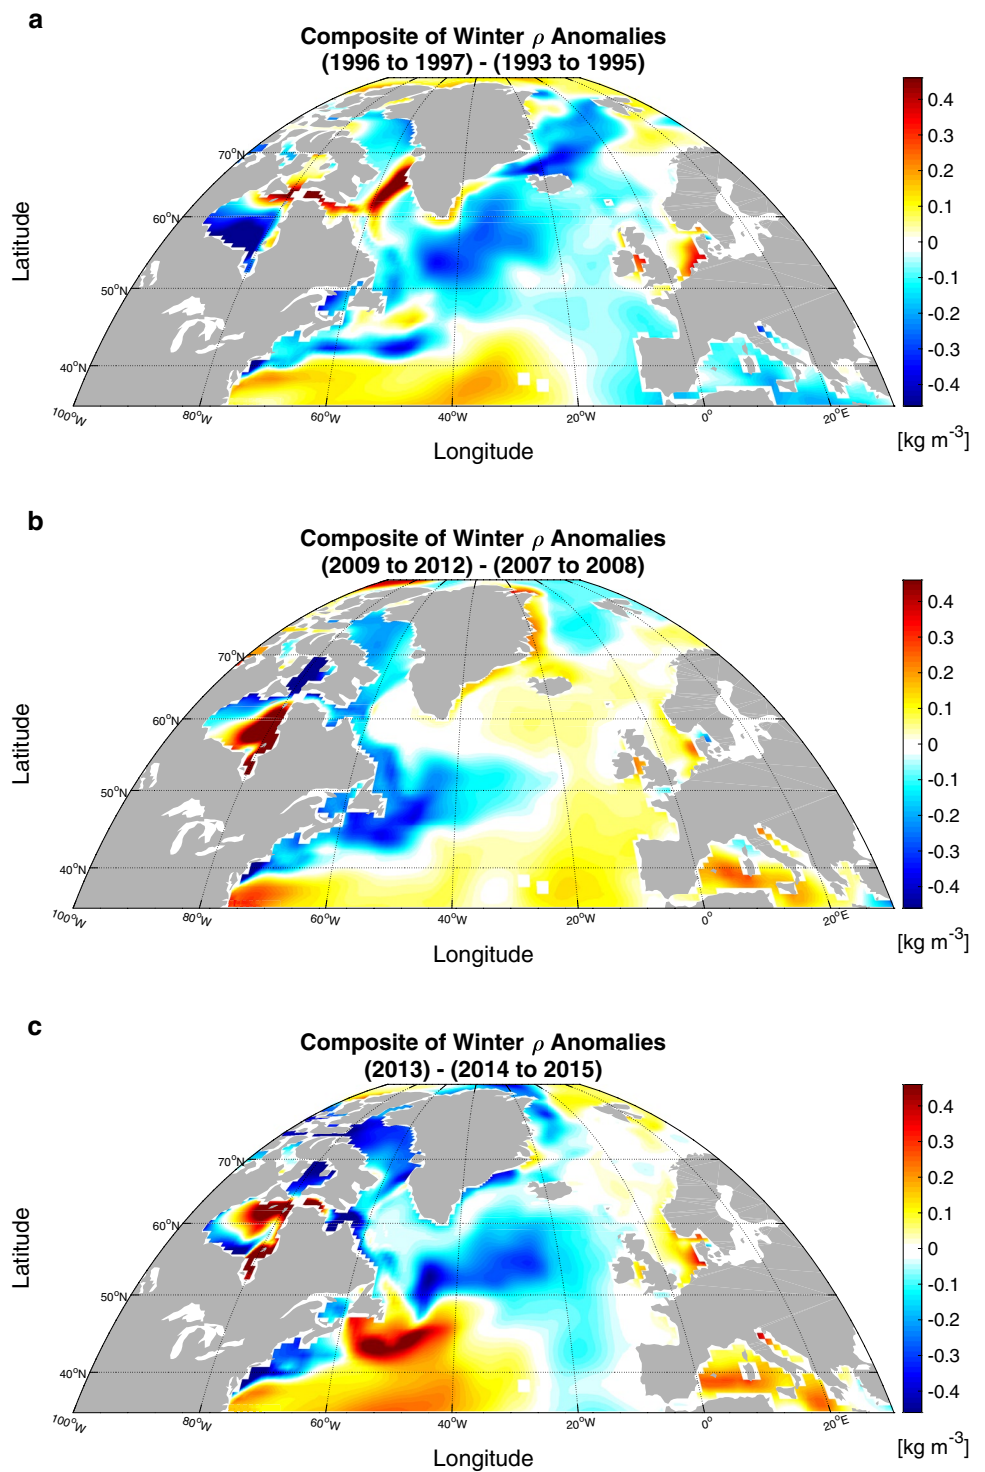 a
Composite of Winter ρ Anomalies
(1996 to 1997) - (1993 to 1995)
70°N
60°N
50°N
40°N
100°W
80°W
60°W
40°W
20°W
0°
20°E
Latitude
Longitude
0.4
0.3
0.2
0.1
0
-0.1
-0.2
-0.3
-0.4
[kg m⁻³]
b
Composite of Winter ρ Anomalies
(2009 to 2012) - (2007 to 2008)
70°N
60°N
50°N
40°N
100°W
80°W
60°W
40°W
20°W
0°
20°E
Latitude
Longitude
0.4
0.3
0.2
0.1
0
-0.1
-0.2
-0.3
-0.4
[kg m⁻³]
c
Composite of Winter ρ Anomalies
(2013) - (2014 to 2015)
70°N
60°N
50°N
40°N
100°W
80°W
60°W
40°W
20°W
0°
20°E
Latitude
Longitude
0.4
0.3
0.2
0.1
0
-0.1
-0.2
-0.3
-0.4
[kg m⁻³]